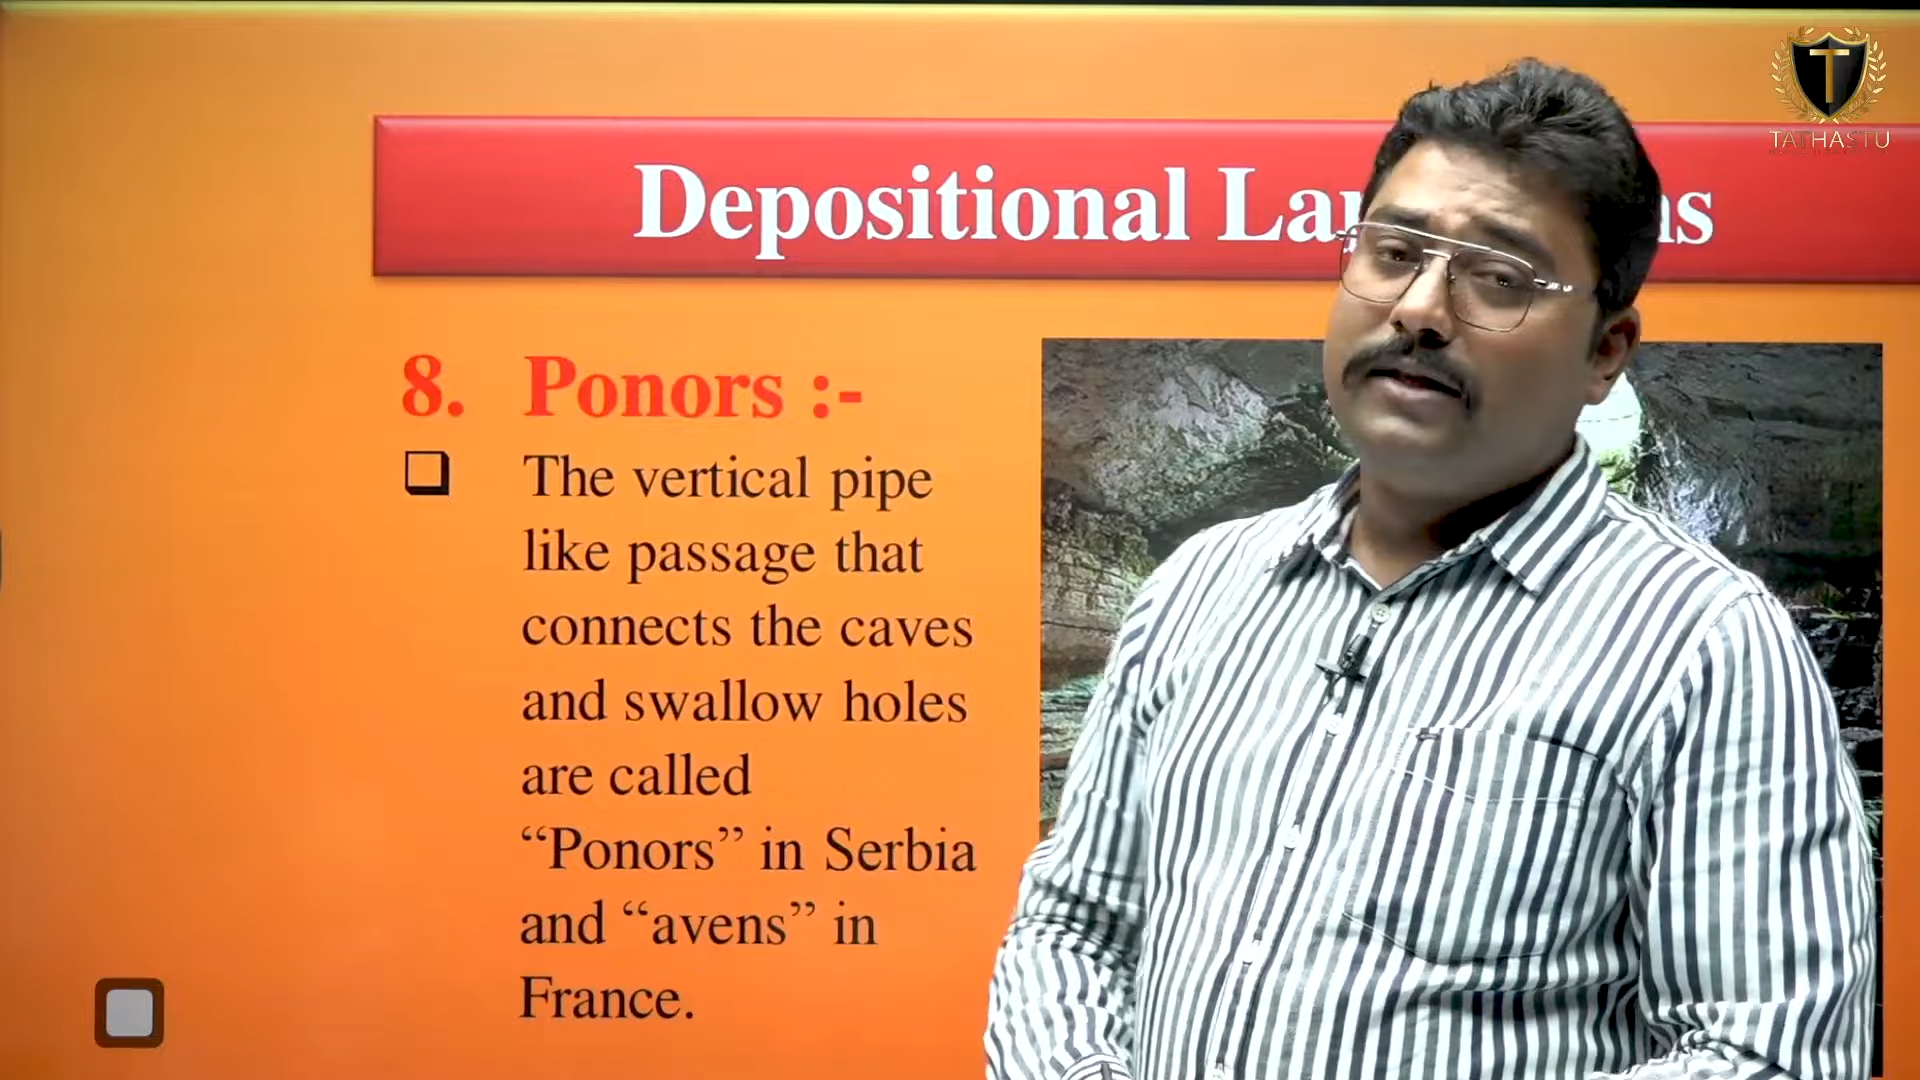 TATHASTU
Depositional
8. Ponors :-
❑ The vertical pipe
like passage that
connects the caves
and swallow holes
are called
“Ponors” in Serbia
and “avens” in
France.